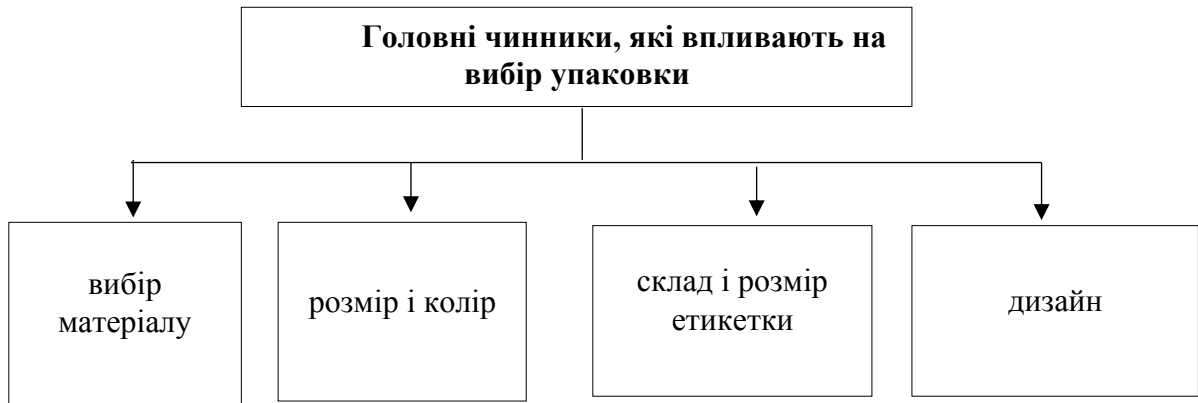 Головні чинники, які впливають на
вибір упаковки
вибір
матеріалу
розмір і колір
склад і розмір
етикетки
дизайн